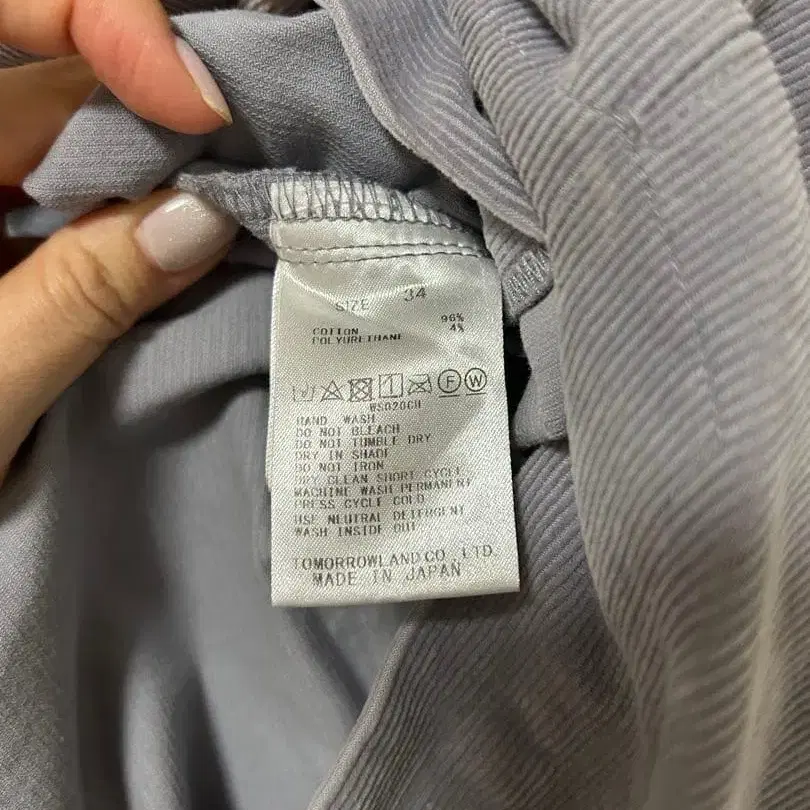 SIZE 34
COTTON 96%
POLYURETHANE 4%
F W
WS020CH
HAND WASH
DO NOT BLEACH
DO NOT TUMBLE DRY
DRY IN SHADE
DO NOT IRON
DRY CLEAN SHORT CYCLE
MACHINE WASH PERMANENT
PRESS CYCLE COLD
USE NEUTRAL DETERGENT
WASH INSIDE OUT
TOMORROWLAND CO., LTD.
MADE IN JAPAN